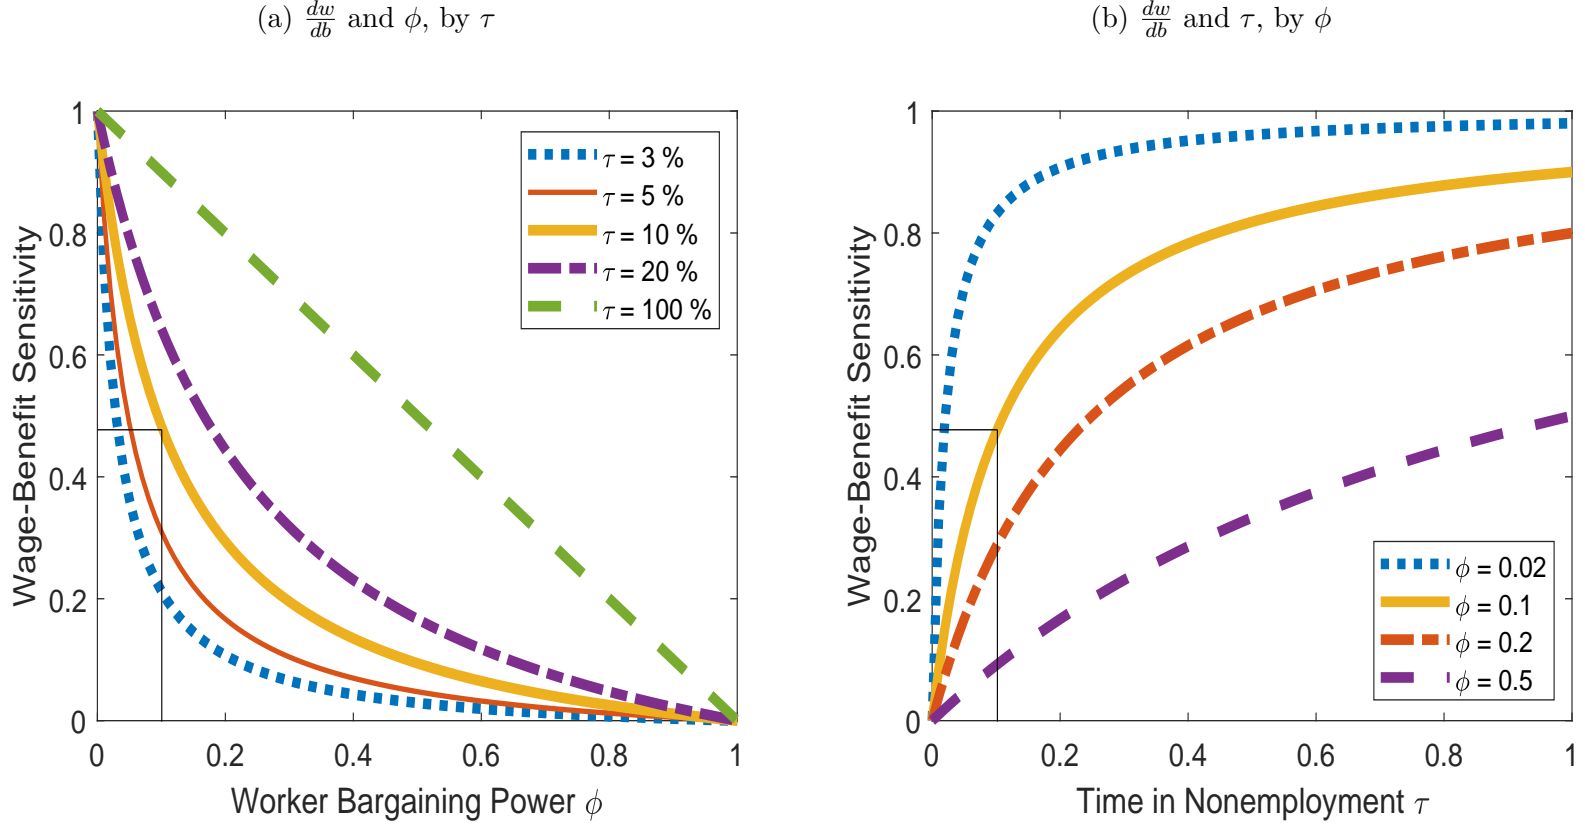 (a) dw/db and ϕ, by τ
1
0.8
0.6
0.4
0.2
0
0
0.2
0.4
0.6
0.8
1
Wage-Benefit Sensitivity
Worker Bargaining Power ϕ
τ = 3 %
τ = 5 %
τ = 10 %
τ = 20 %
τ = 100 %
(b) dw/db and τ, by ϕ
1
0.8
0.6
0.4
0.2
0
0
0.2
0.4
0.6
0.8
1
Wage-Benefit Sensitivity
Time in Nonemployment τ
ϕ = 0.02
ϕ = 0.1
ϕ = 0.2
ϕ = 0.5